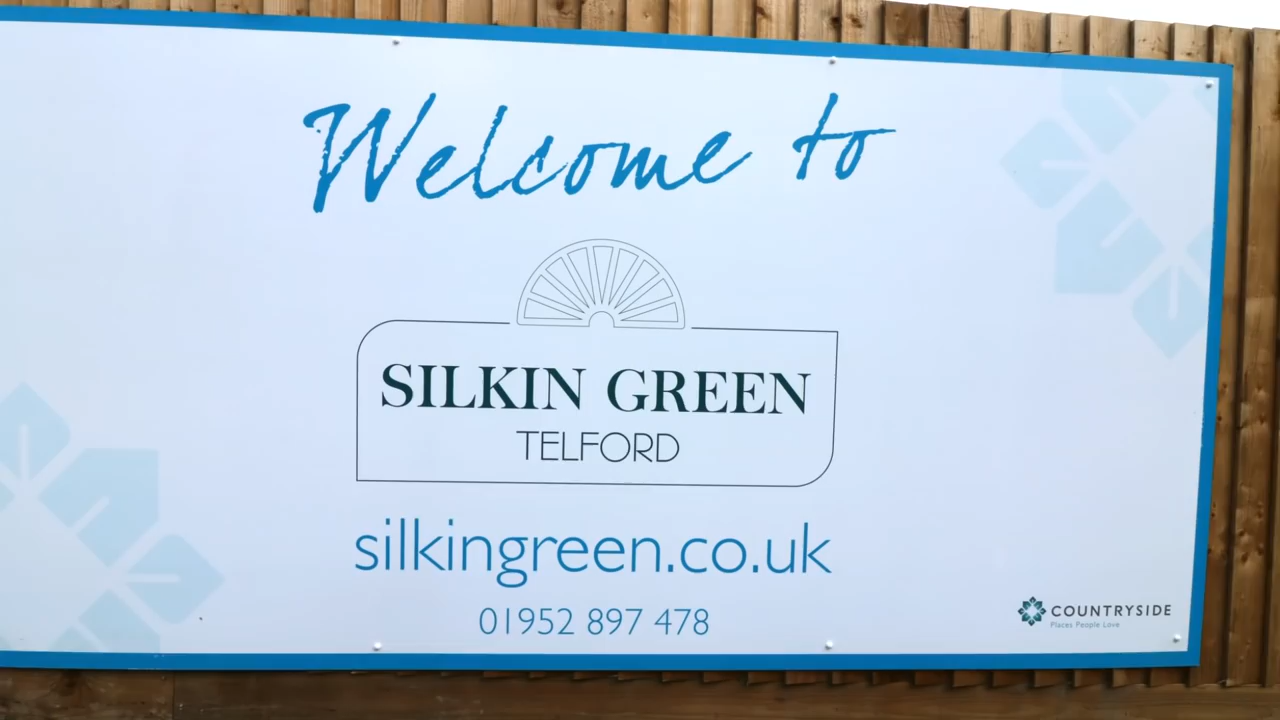 Welcome to
SILKIN GREEN
TELFORD
silkingreen.co.uk
01952 897 478
COUNTRYSIDE
Places People Love